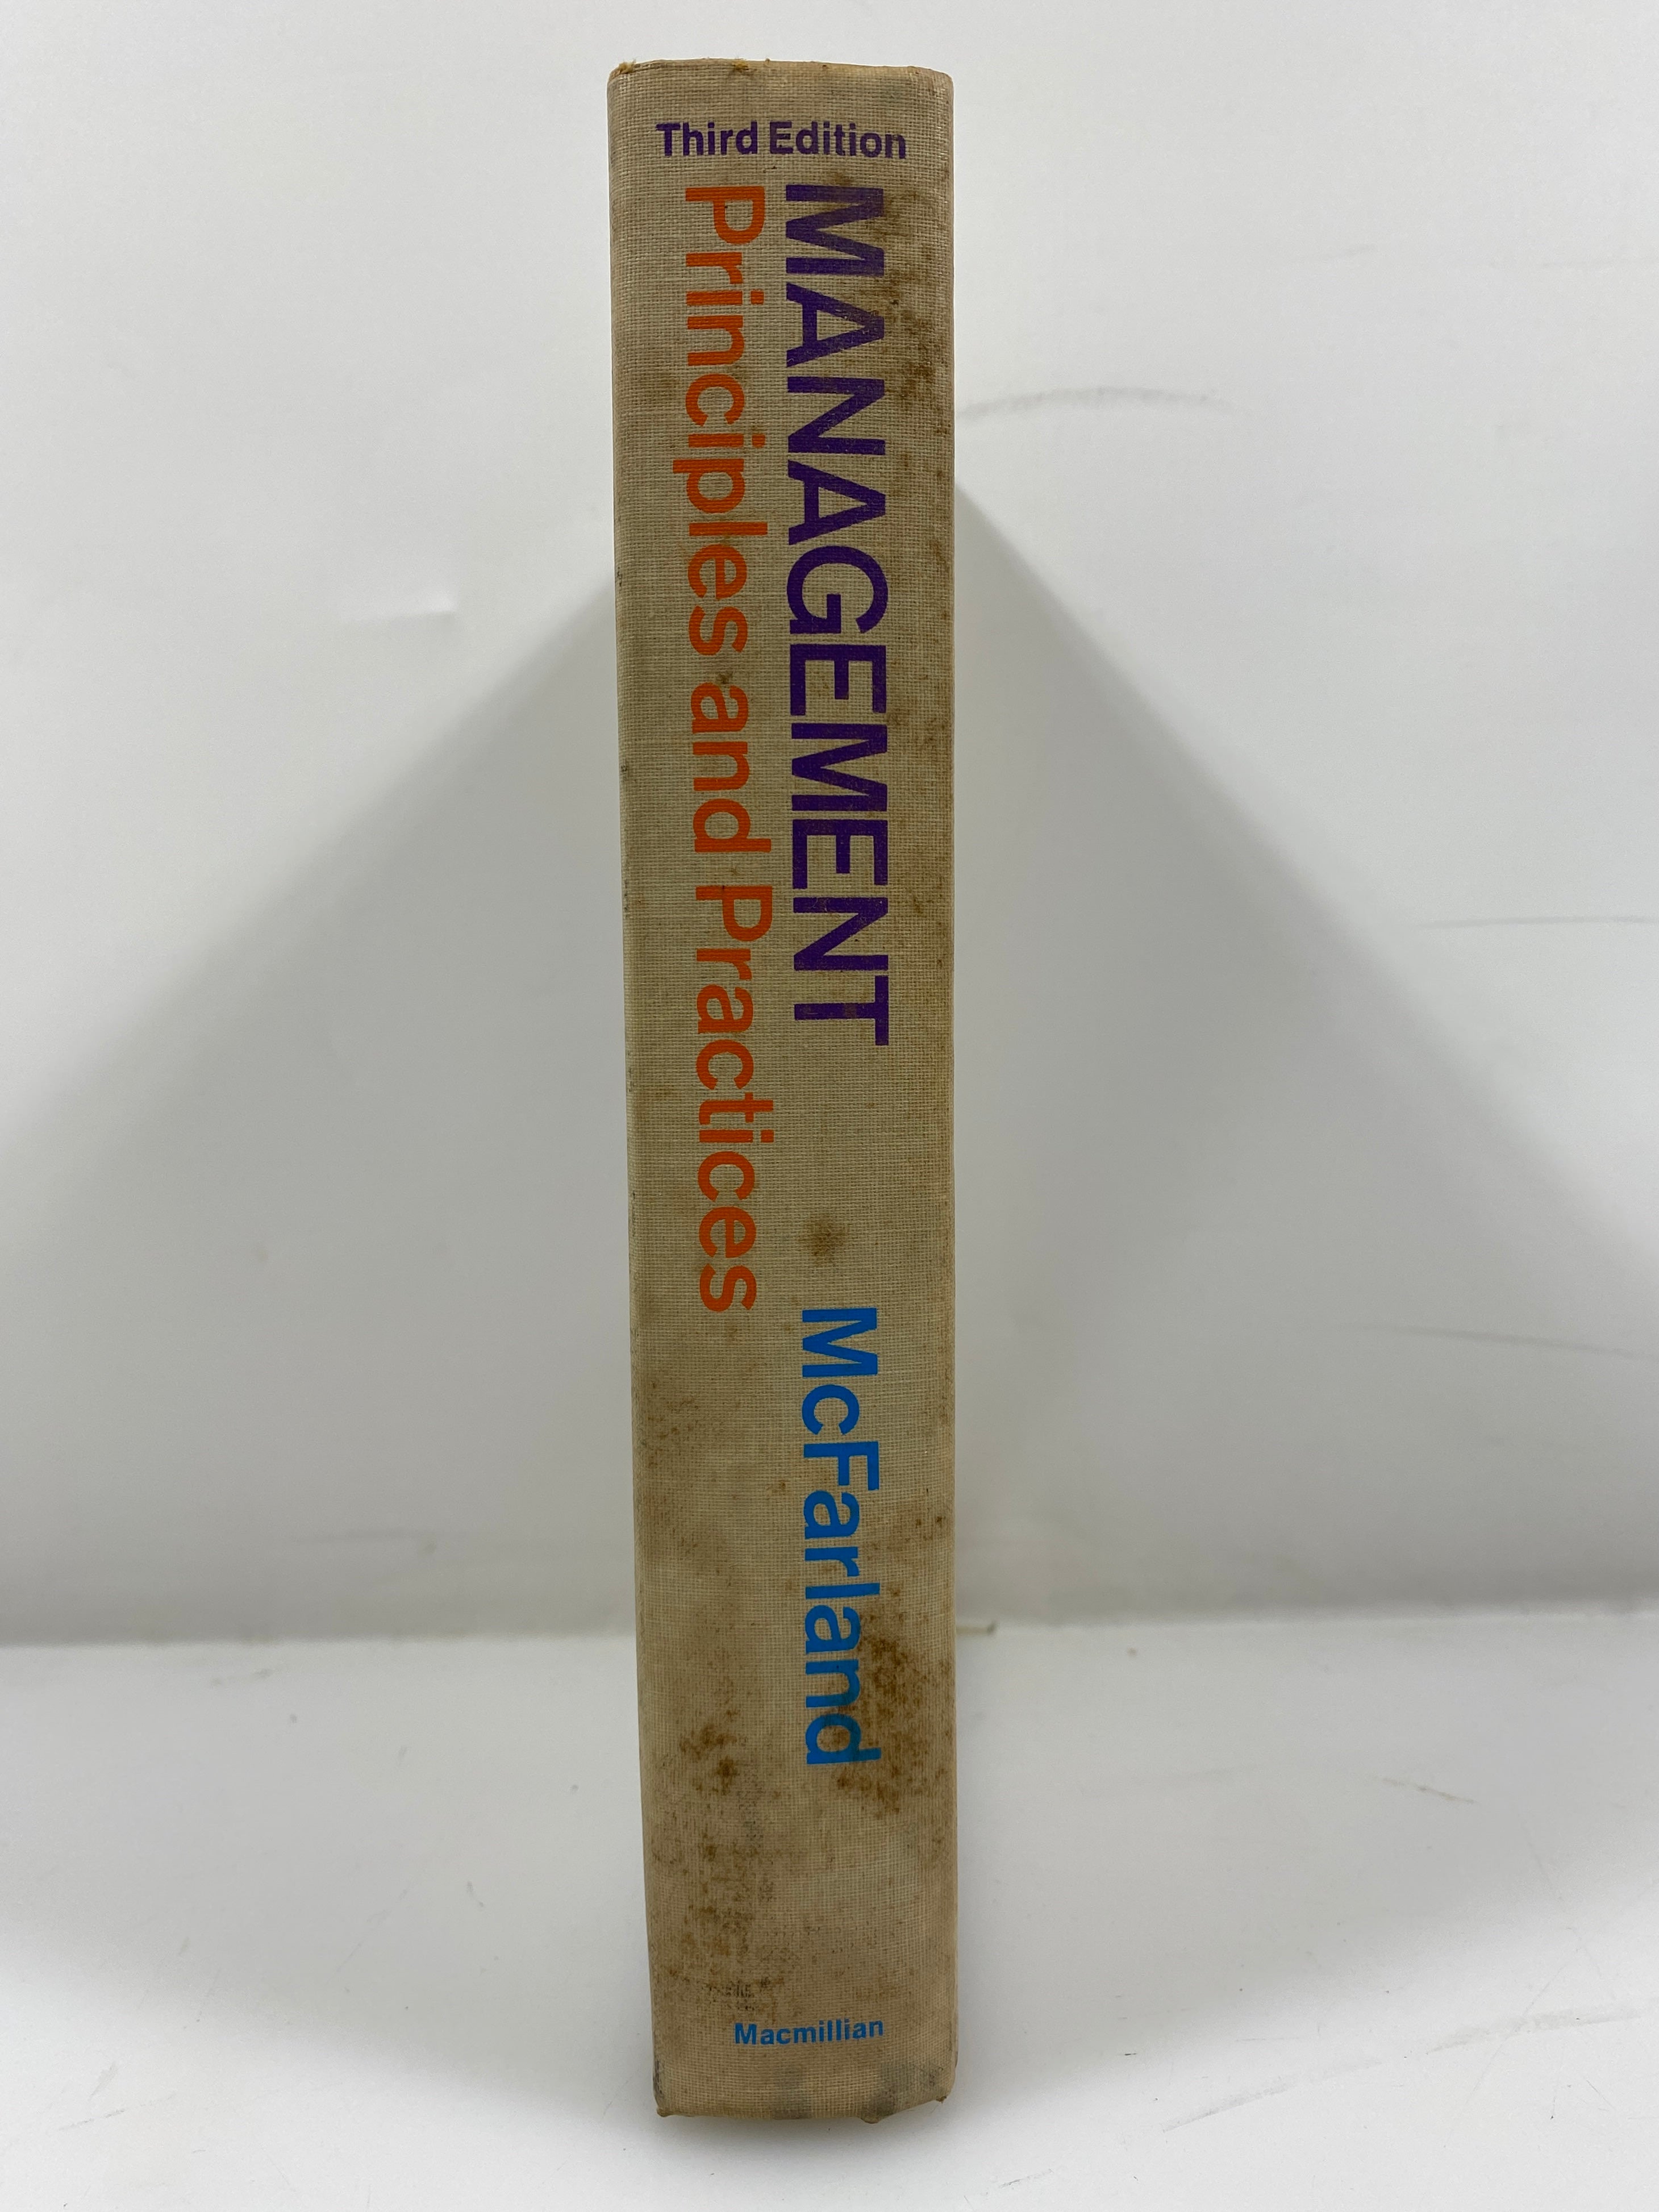 Third Edition
MANAGEMENT
Principles and Practices
McFarland
Macmillian